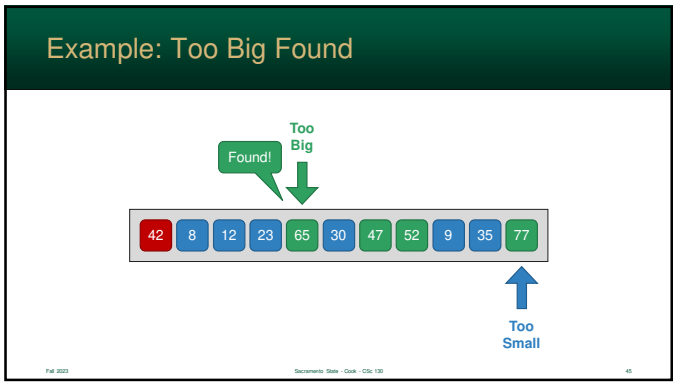 Example: Too Big Found
Too
Big
Found!
42 8 12 23 65 30 47 52 9 35 77
Too
Small
Fall 2023 Sacramento State - Cook - CSc 130 45